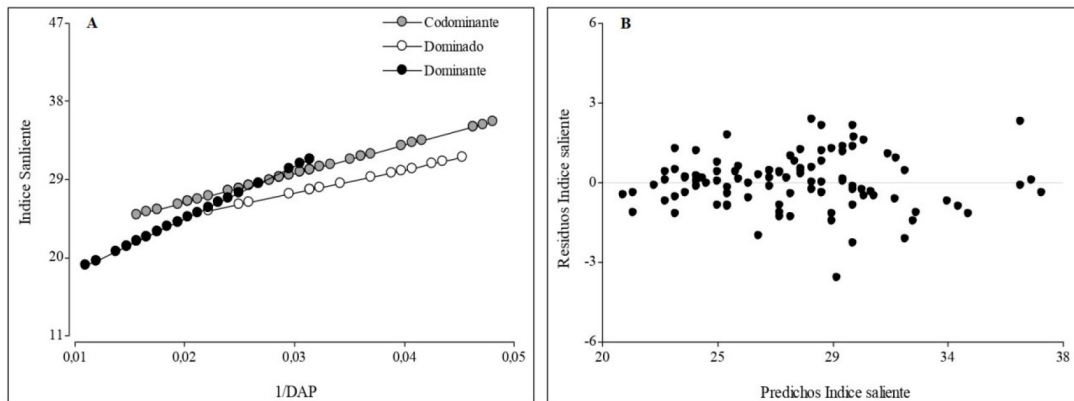 A
Codominante
Dominado
Dominante
47
38
29
20
11
Indice Sanliente
0,01
0,02
0,03
0,04
0,05
1/DAP
B
6
3
0
-3
-6
Residuos Indice saliente
20
25
29
34
38
Predichos Indice saliente